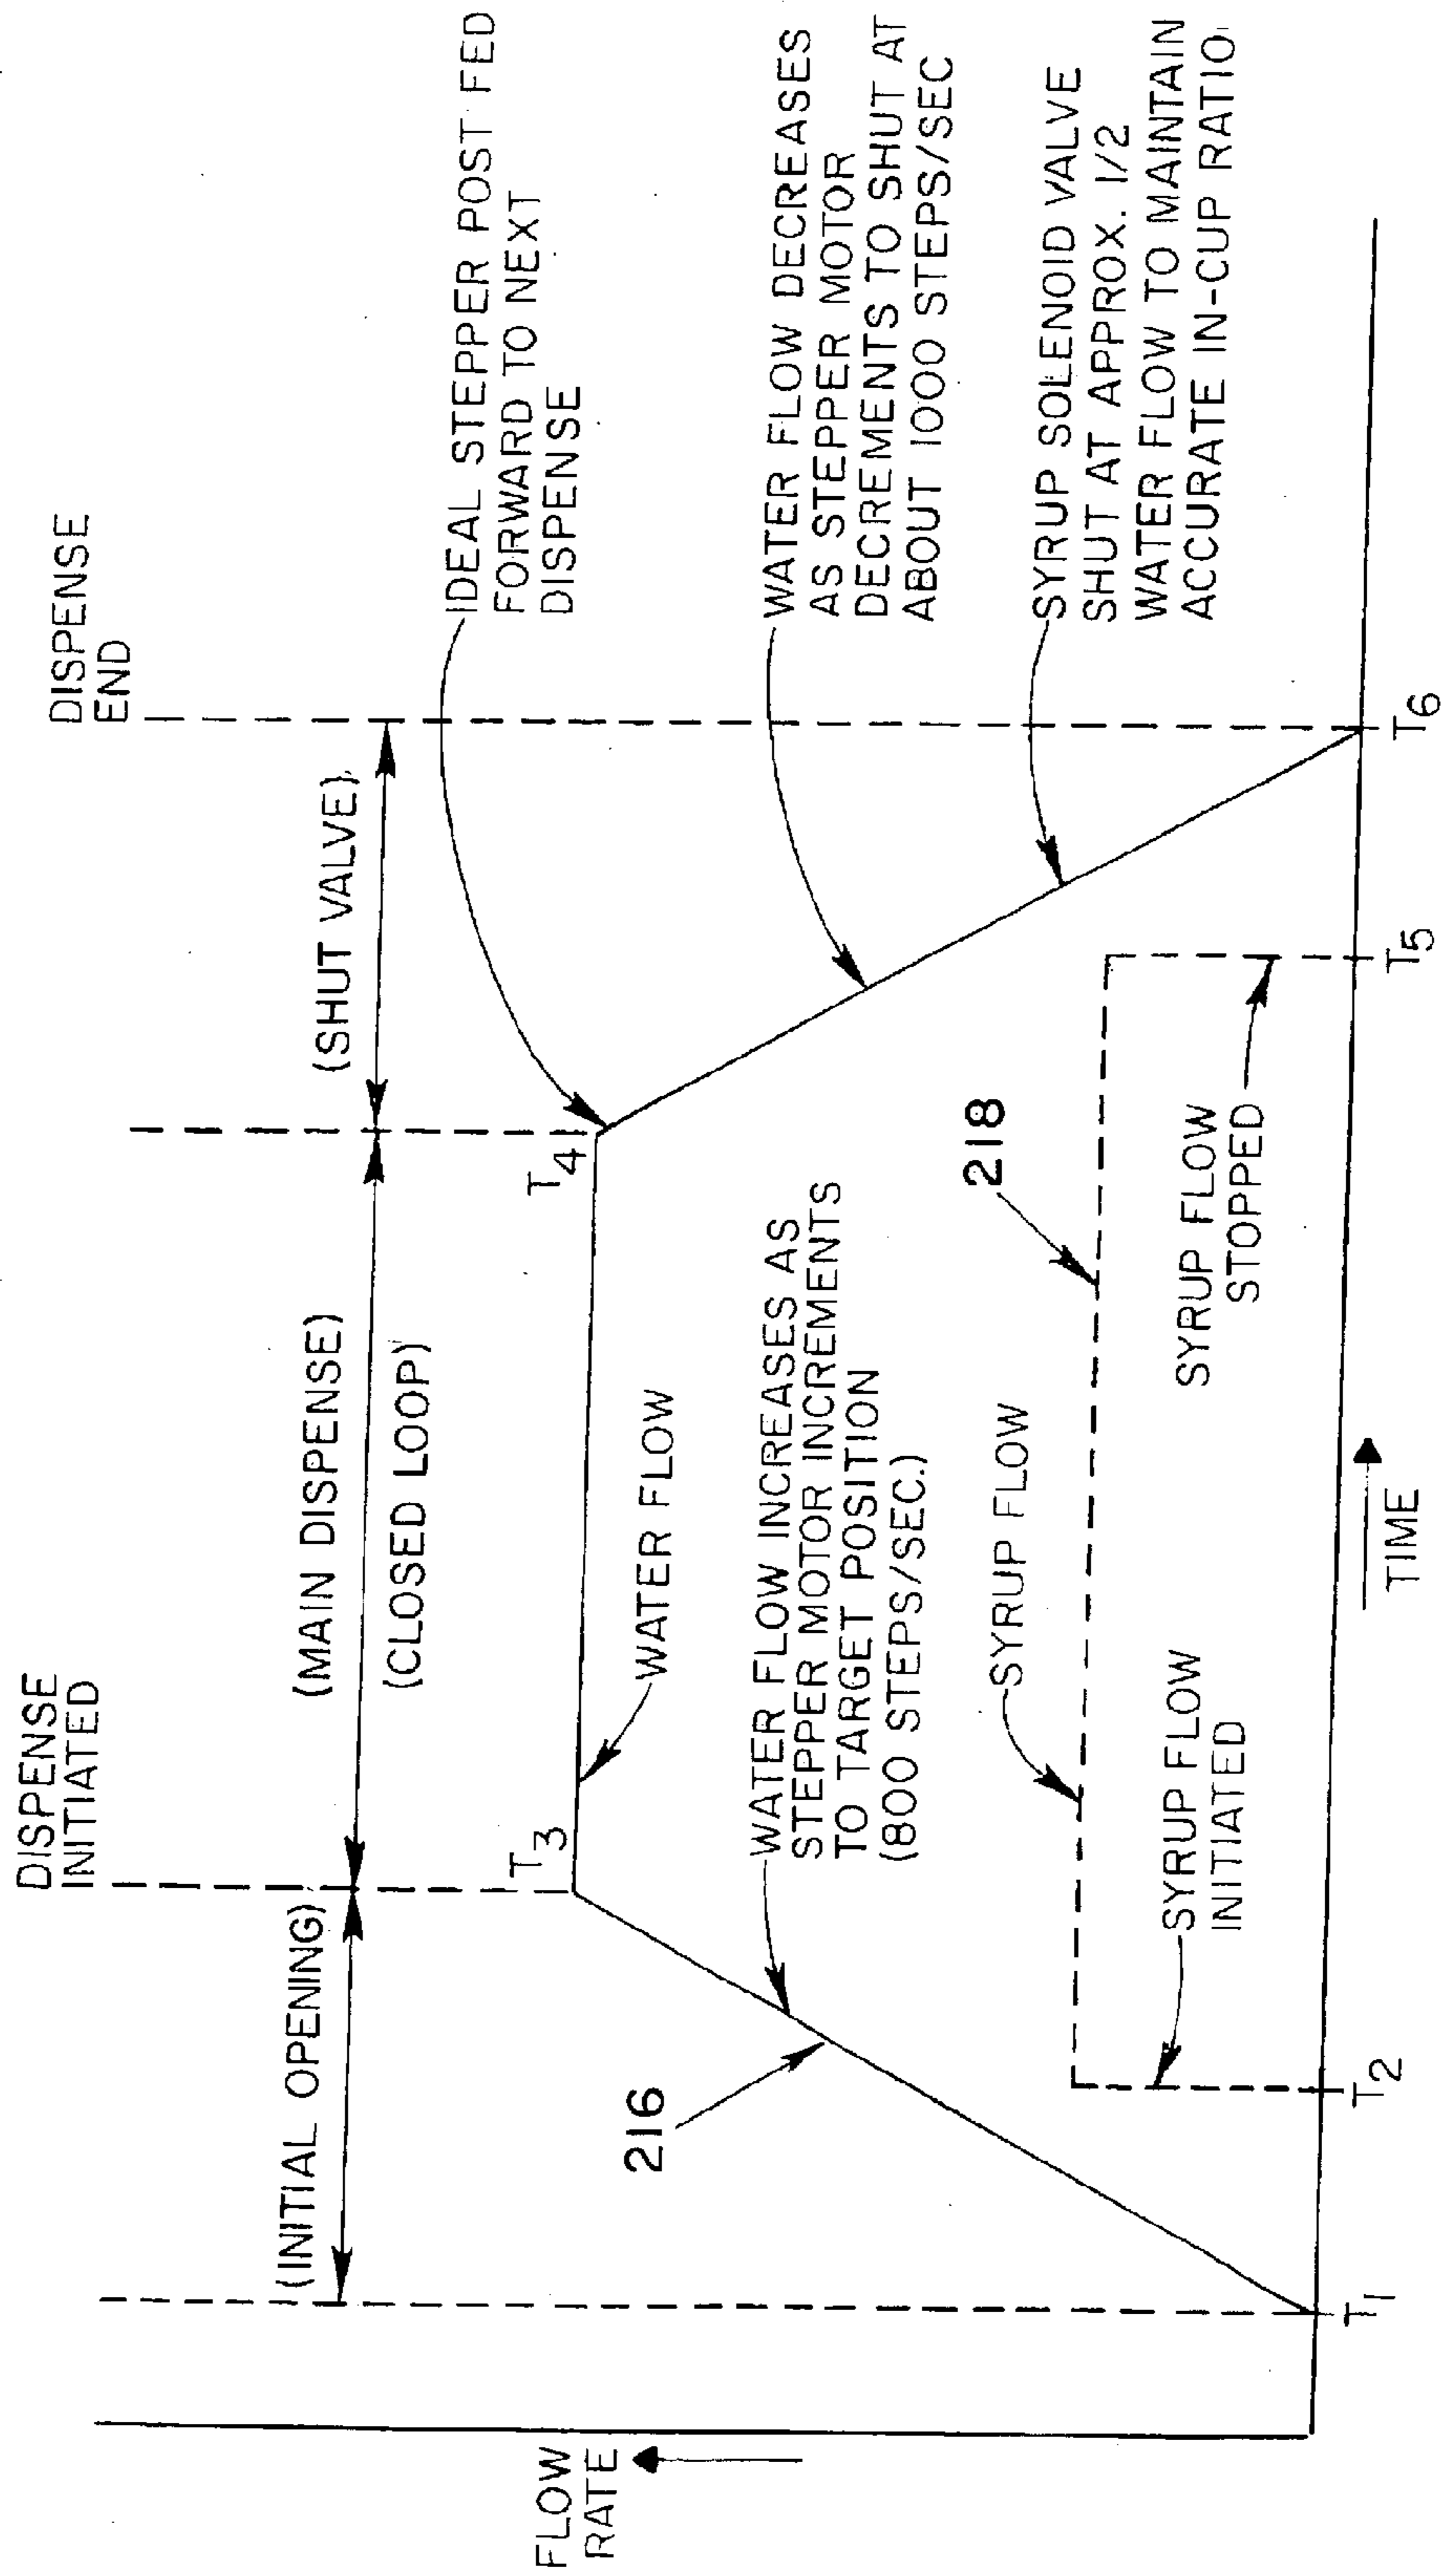 DISPENSE
INITIATED
DISPENSE
END
(INITIAL OPENING)
(MAIN DISPENSE)
(CLOSED LOOP)
(SHUT VALVE)
IDEAL STEPPER POST FED
FORWARD TO NEXT
DISPENSE
FLOW
RATE
T3
T4
WATER FLOW
216
WATER FLOW INCREASES AS
STEPPER MOTOR INCREMENTS
TO TARGET POSITION
(800 STEPS/SEC.)
WATER FLOW DECREASES
AS STEPPER MOTOR
DECREMENTS TO SHUT AT
ABOUT 1000 STEPS/SEC
218
SYRUP FLOW
SYRUP SOLENOID VALVE
SHUT AT APPROX. 1/2
WATER FLOW TO MAINTAIN
ACCURATE IN-CUP RATIO
SYRUP FLOW
INITIATED
SYRUP FLOW
STOPPED
T1
T2
TIME
T5
T6